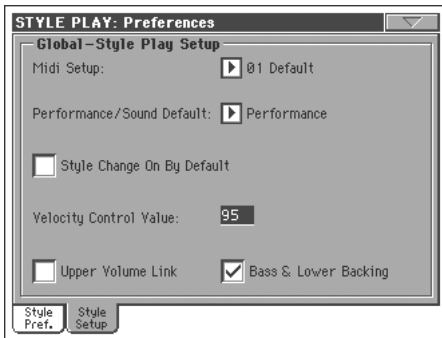 STYLE PLAY: Preferences
Global-Style Play Setup
Midi Setup: 01 Default
Performance/Sound Default: Performance
Style Change On By Default
Velocity Control Value: 95
Upper Volume Link Bass & Lower Backing
Style Pref. Style Setup